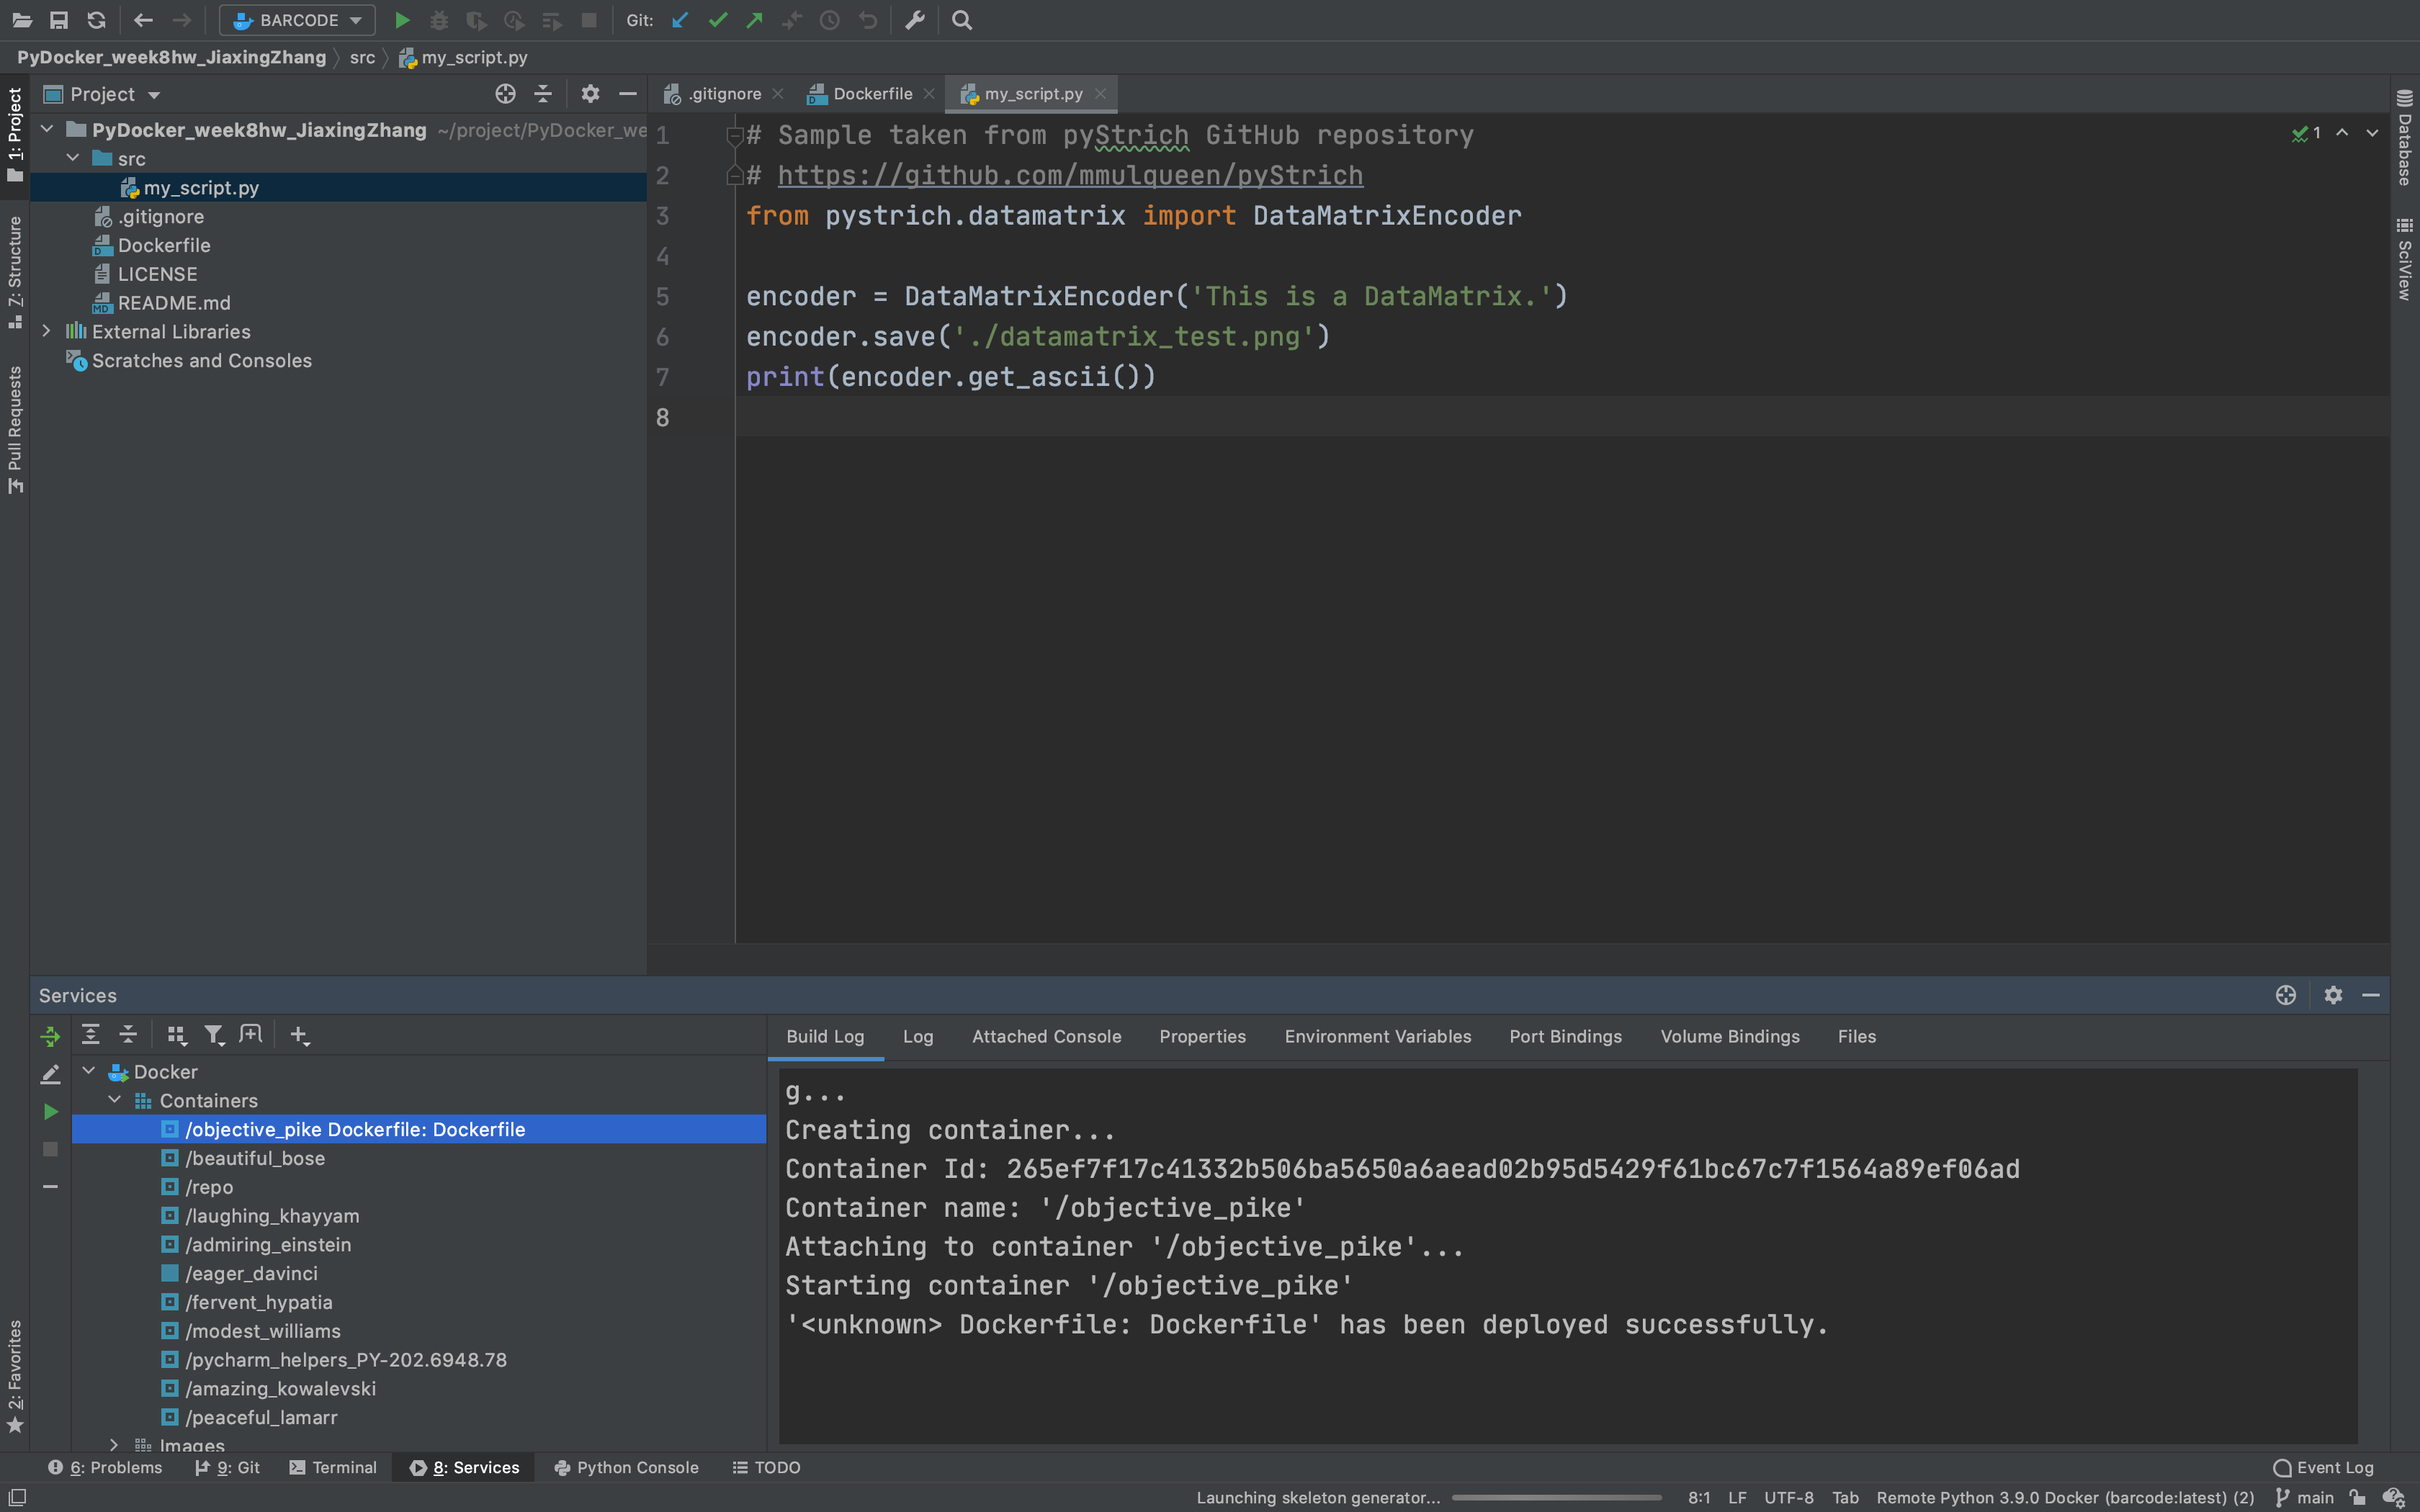 BARCODE
Git:
PyDocker_week8hw_JiaxingZhang
src
my_script.py
1: Project
7: Structure
Pull Requests
2: Favorites
Project
PyDocker_week8hw_JiaxingZhang ~/project/PyDocker_we
src
my_script.py
.gitignore
Dockerfile
LICENSE
README.md
External Libraries
Scratches and Consoles
.gitignore
Dockerfile
my_script.py
1 # Sample taken from pyStrich GitHub repository
2 # https://github.com/mmulqueen/pyStrich
3 from pystrich.datamatrix import DataMatrixEncoder
4
5 encoder = DataMatrixEncoder('This is a DataMatrix.')
6 encoder.save('./datamatrix_test.png')
7 print(encoder.get_ascii())
8
1
Database
SciView
Services
Docker
Containers
/objective_pike Dockerfile: Dockerfile
/beautiful_bose
/repo
/laughing_khayyam
/admiring_einstein
/eager_davinci
/fervent_hypatia
/modest_williams
/pycharm_helpers_PY-202.6948.78
/amazing_kowalevski
/peaceful_lamarr
Images
Build Log
Log
Attached Console
Properties
Environment Variables
Port Bindings
Volume Bindings
Files
g...
Creating container...
Container Id: 265ef7f17c41332b506ba5650a6aead02b95d5429f61bc67c7f1564a89ef06ad
Container name: '/objective_pike'
Attaching to container '/objective_pike'...
Starting container '/objective_pike'
'<unknown> Dockerfile: Dockerfile' has been deployed successfully.
6: Problems
9: Git
Terminal
8: Services
Python Console
TODO
Event Log
Launching skeleton generator...
8:1
LF
UTF-8
Tab
Remote Python 3.9.0 Docker (barcode:latest) (2)
main